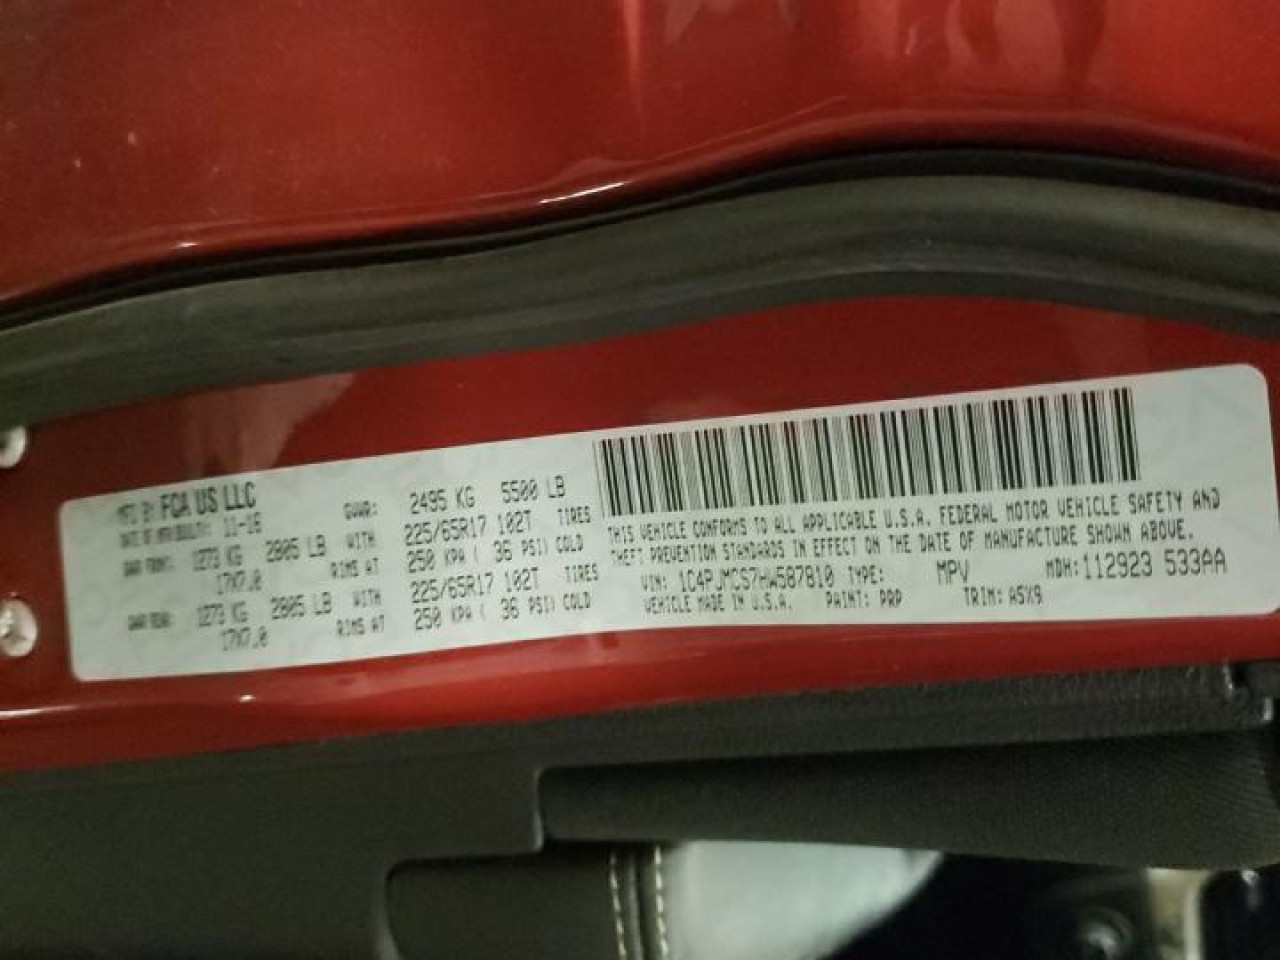 MFD BY FCA US LLC
DATE OF MFR(BUILT): 11-16 GVWR: 2495 KG 5500 LB
GAWR FRONT: 1273 KG 2805 LB WITH 225/65R17 102T TIRES
17X7.0 RIMS AT 250 KPA ( 36 PSI) COLD
GAWR REAR: 1273 KG 2805 LB WITH 225/65R17 102T TIRES
17X7.0 RIMS AT 250 KPA ( 36 PSI) COLD
THIS VEHICLE CONFORMS TO ALL APPLICABLE U.S.A. FEDERAL MOTOR VEHICLE SAFETY AND
THEFT PREVENTION STANDARDS IN EFFECT ON THE DATE OF MANUFACTURE SHOWN ABOVE.
VIN: 1C4PJMCS7HW587810 TYPE: MPV MDH: 112923 533AA
VEHICLE MADE IN U.S.A. PAINT: PRP TRIM: A5X9